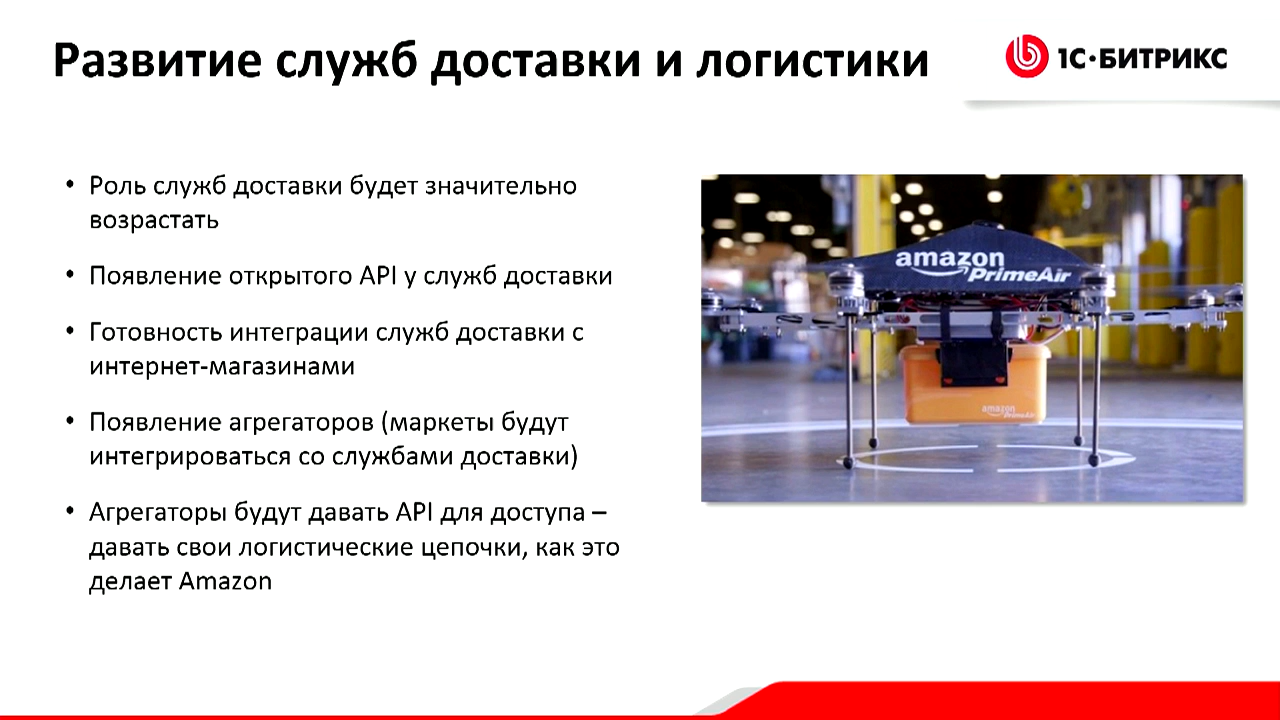 Развитие служб доставки и логистики
1С·БИТРИКС
• Роль служб доставки будет значительно
возрастать
• Появление открытого API у служб доставки
• Готовность интеграции служб доставки с
интернет-магазинами
• Появление агрегаторов (маркеты будут
интегрироваться со службами доставки)
• Агрегаторы будут давать API для доступа –
давать свои логистические цепочки, как это
делает Amazon
amazon
PrimeAir
amazon
PrimeAir